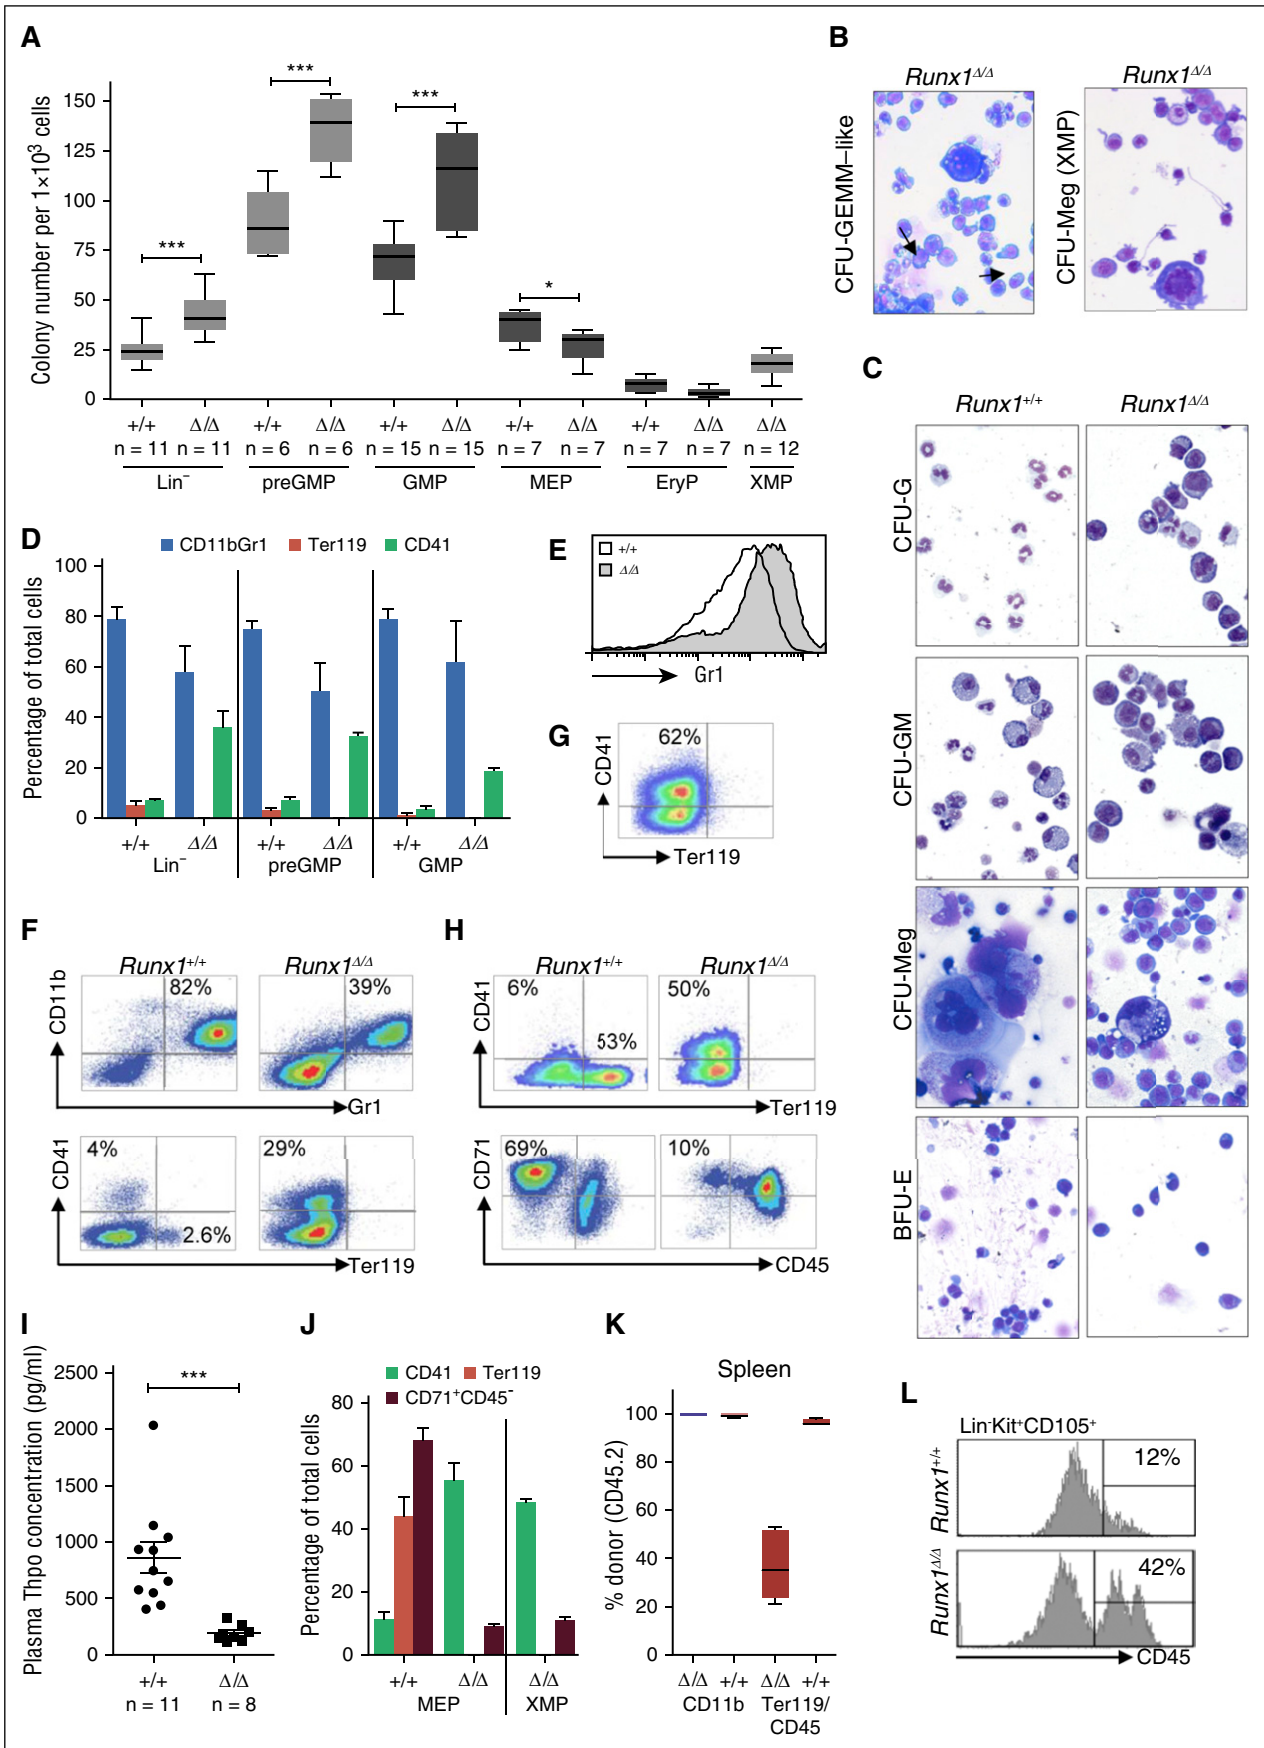 A
Colony number per 1×10³ cells
150
125
100
75
50
25
0
***
***
***
*
+/+ Δ/Δ +/+ Δ/Δ +/+ Δ/Δ +/+ Δ/Δ +/+ Δ/Δ Δ/Δ
n = 11 n = 11 n = 6 n = 6 n = 15 n = 15 n = 7 n = 7 n = 7 n = 7 n = 12
Lin⁻ preGMP GMP MEP EryP XMP
B
Runx1Δ/Δ Runx1Δ/Δ
CFU-GEMM–like
CFU-Meg (XMP)
C
Runx1+/+ Runx1Δ/Δ
CFU-G
CFU-GM
CFU-Meg
BFU-E
D
CD11bGr1 Ter119 CD41
Percentage of total cells
100
80
60
40
20
0
+/+ Δ/Δ +/+ Δ/Δ +/+ Δ/Δ
Lin⁻ preGMP GMP
E
+/+
Δ/Δ
Gr1
G
CD41
62%
Ter119
F
Runx1+/+ Runx1Δ/Δ
CD11b
82% 39%
Gr1
CD41
4% 29%
2.6%
Ter119
H
Runx1+/+ Runx1Δ/Δ
CD41
6% 50%
53%
Ter119
CD71
69% 10%
CD45
I
Plasma Thpo concentration (pg/ml)
2500
2000
1500
1000
500
0
***
+/+ Δ/Δ
n = 11 n = 8
J
CD41 Ter119
CD71⁺CD45⁻
Percentage of total cells
80
60
40
20
0
+/+ Δ/Δ Δ/Δ
MEP XMP
K
Spleen
% donor (CD45.2)
100
80
60
40
20
0
Δ/Δ +/+ Δ/Δ +/+
CD11b Ter119/
CD45
L
Lin⁻Kit⁺CD105⁺
Runx1+/+
12%
Runx1Δ/Δ
42%
CD45